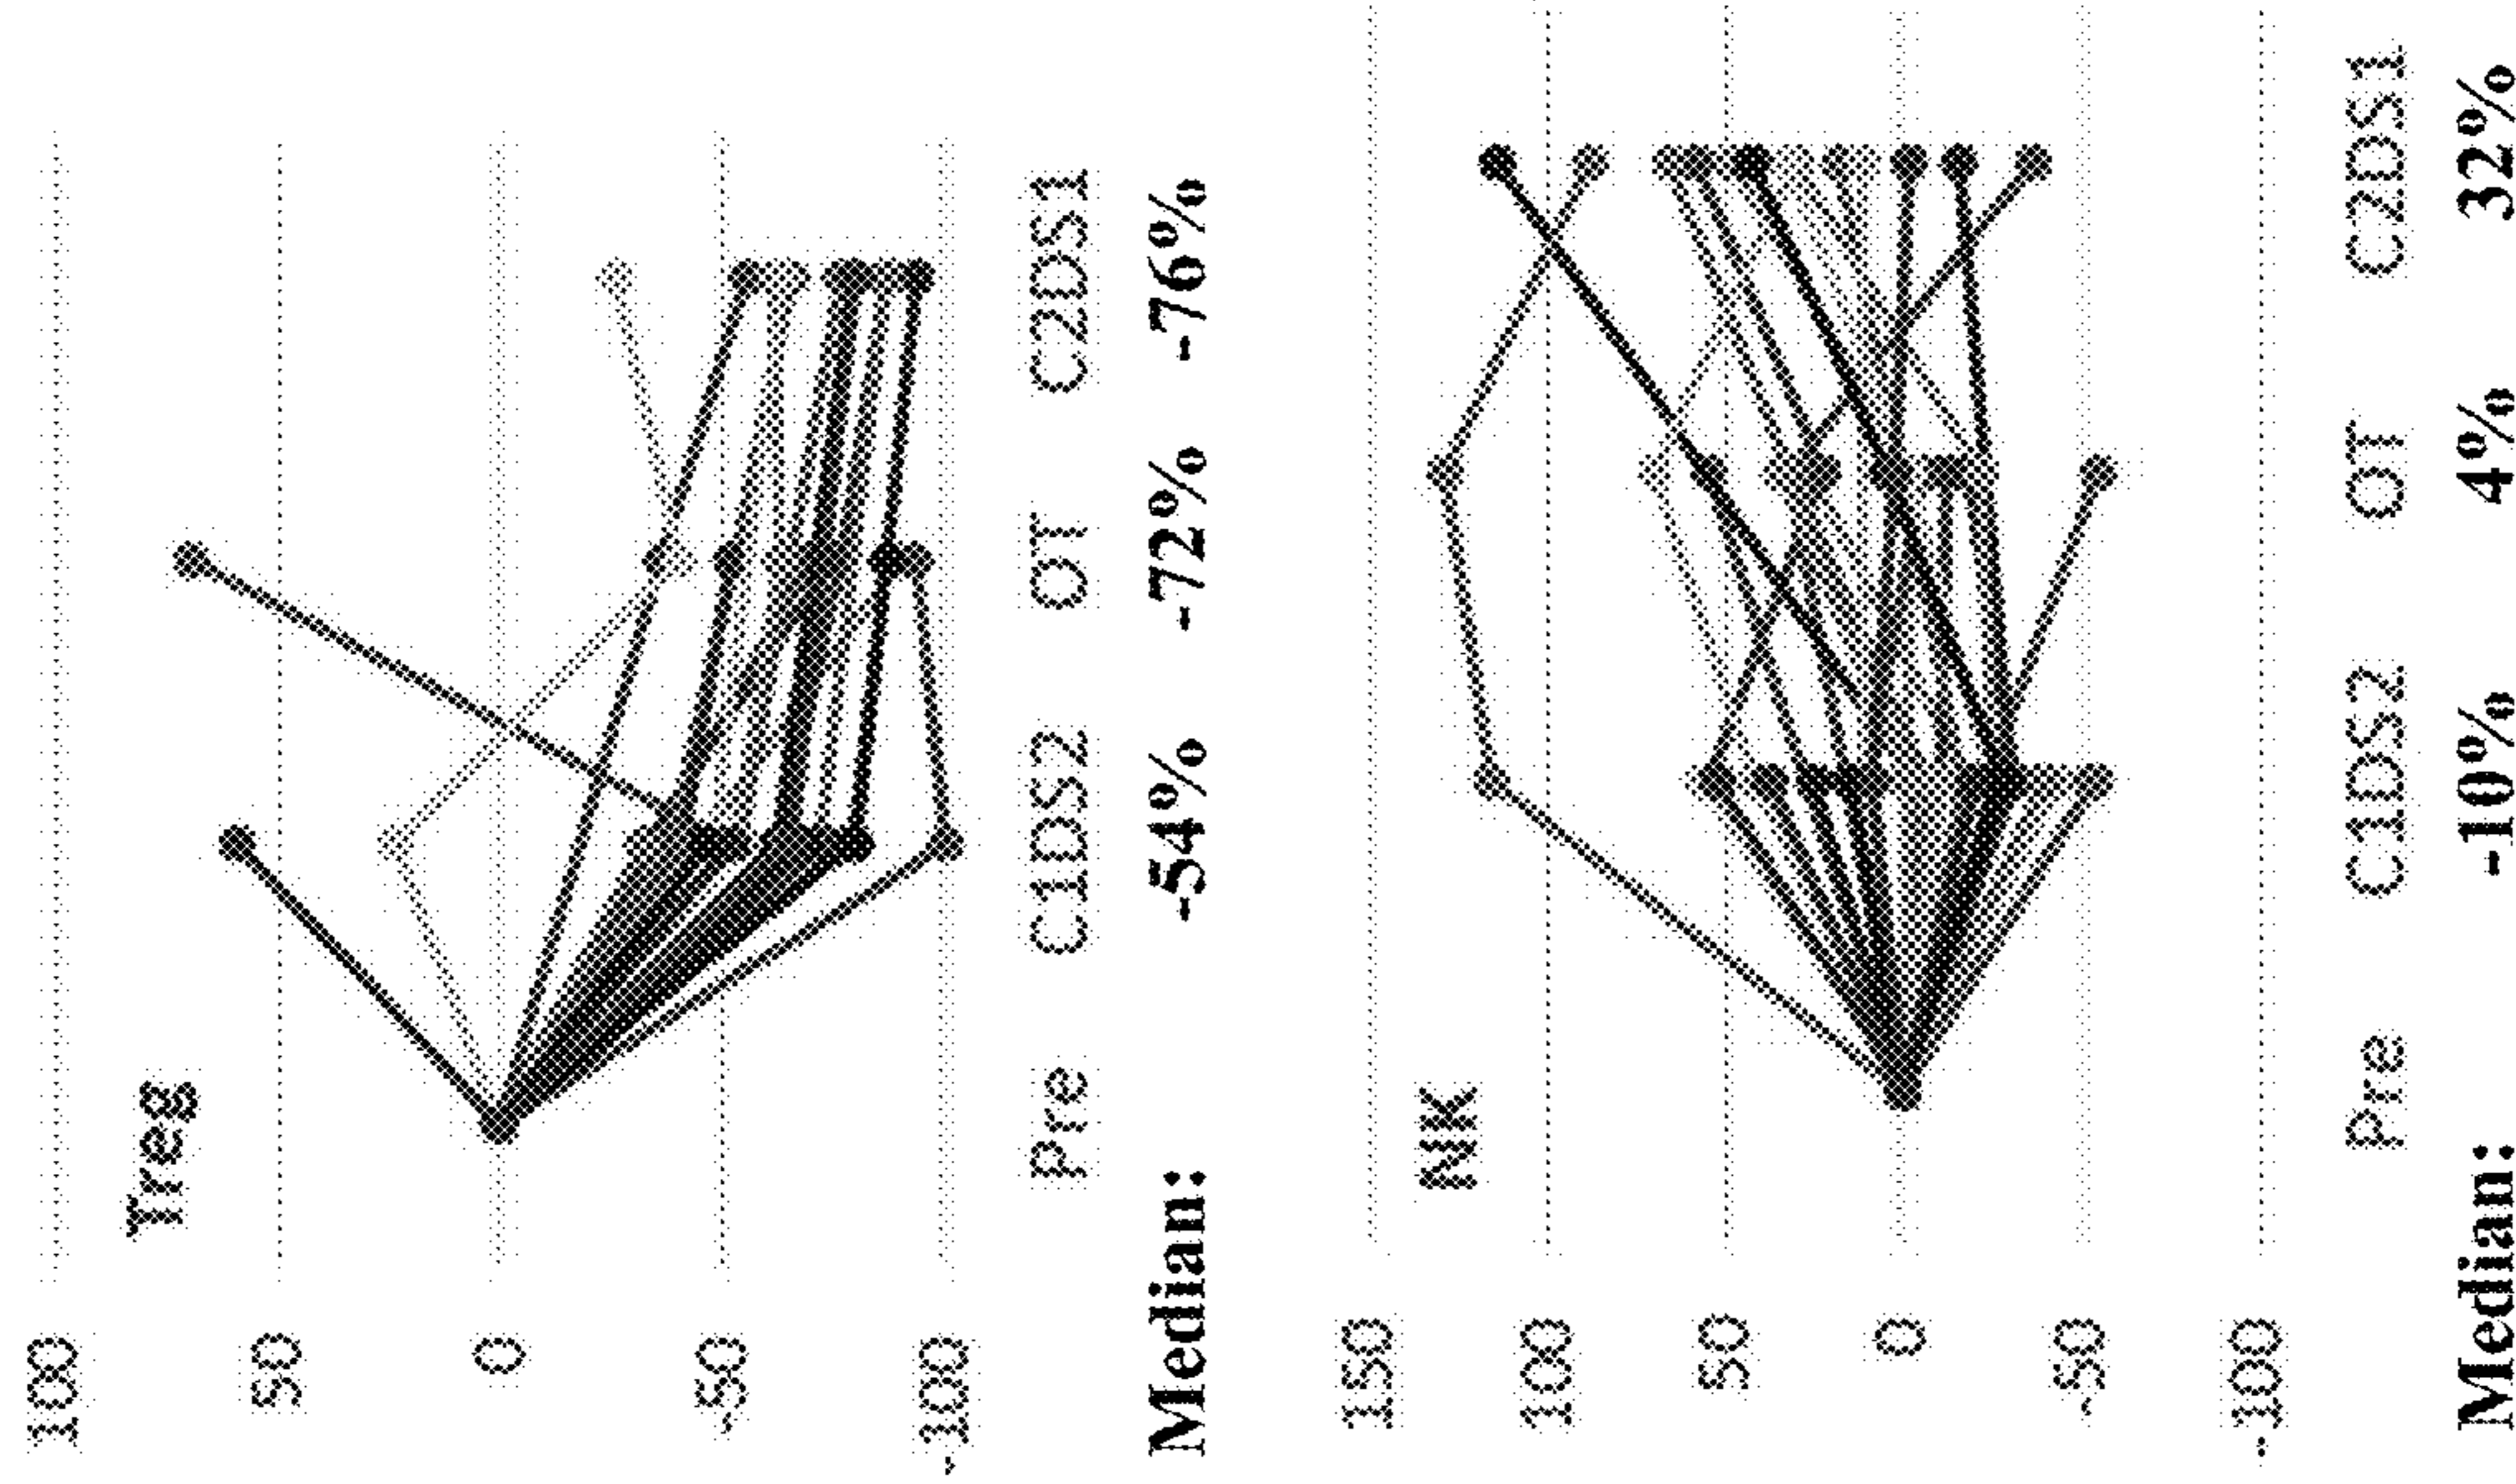 Treg
100
50
0
-50
-100
Pre C1DS2 OT C2DS1
Median: -54% -72% -76%
NK
150
100
50
0
-50
-100
Pre C1DS2 OT C2DS1
Median: -10% 4% 32%